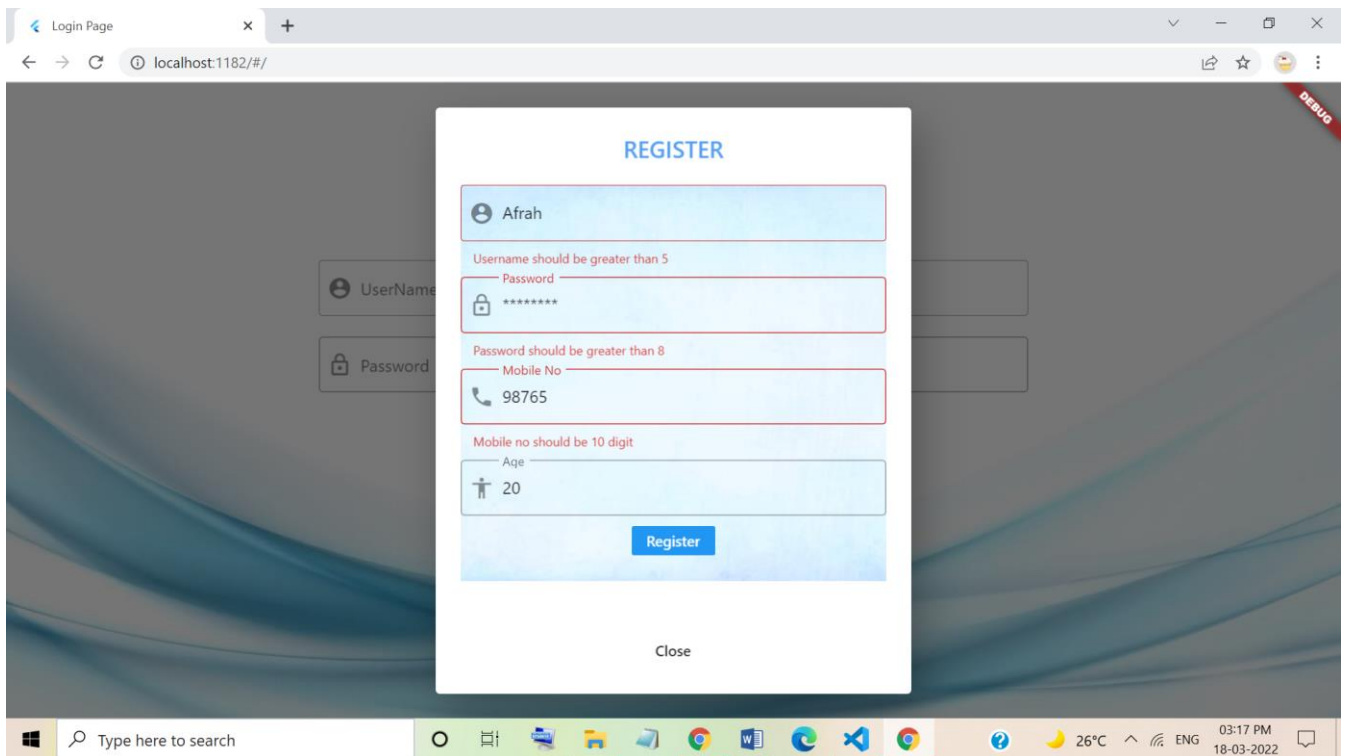 Login Page
localhost:1182/#/
DEBUG
REGISTER
Afrah
Username should be greater than 5
Password
********
Password should be greater than 8
Mobile No
98765
Mobile no should be 10 digit
Age
20
Register
Close
UserName
Password
Type here to search
26°C
ENG
03:17 PM
18-03-2022